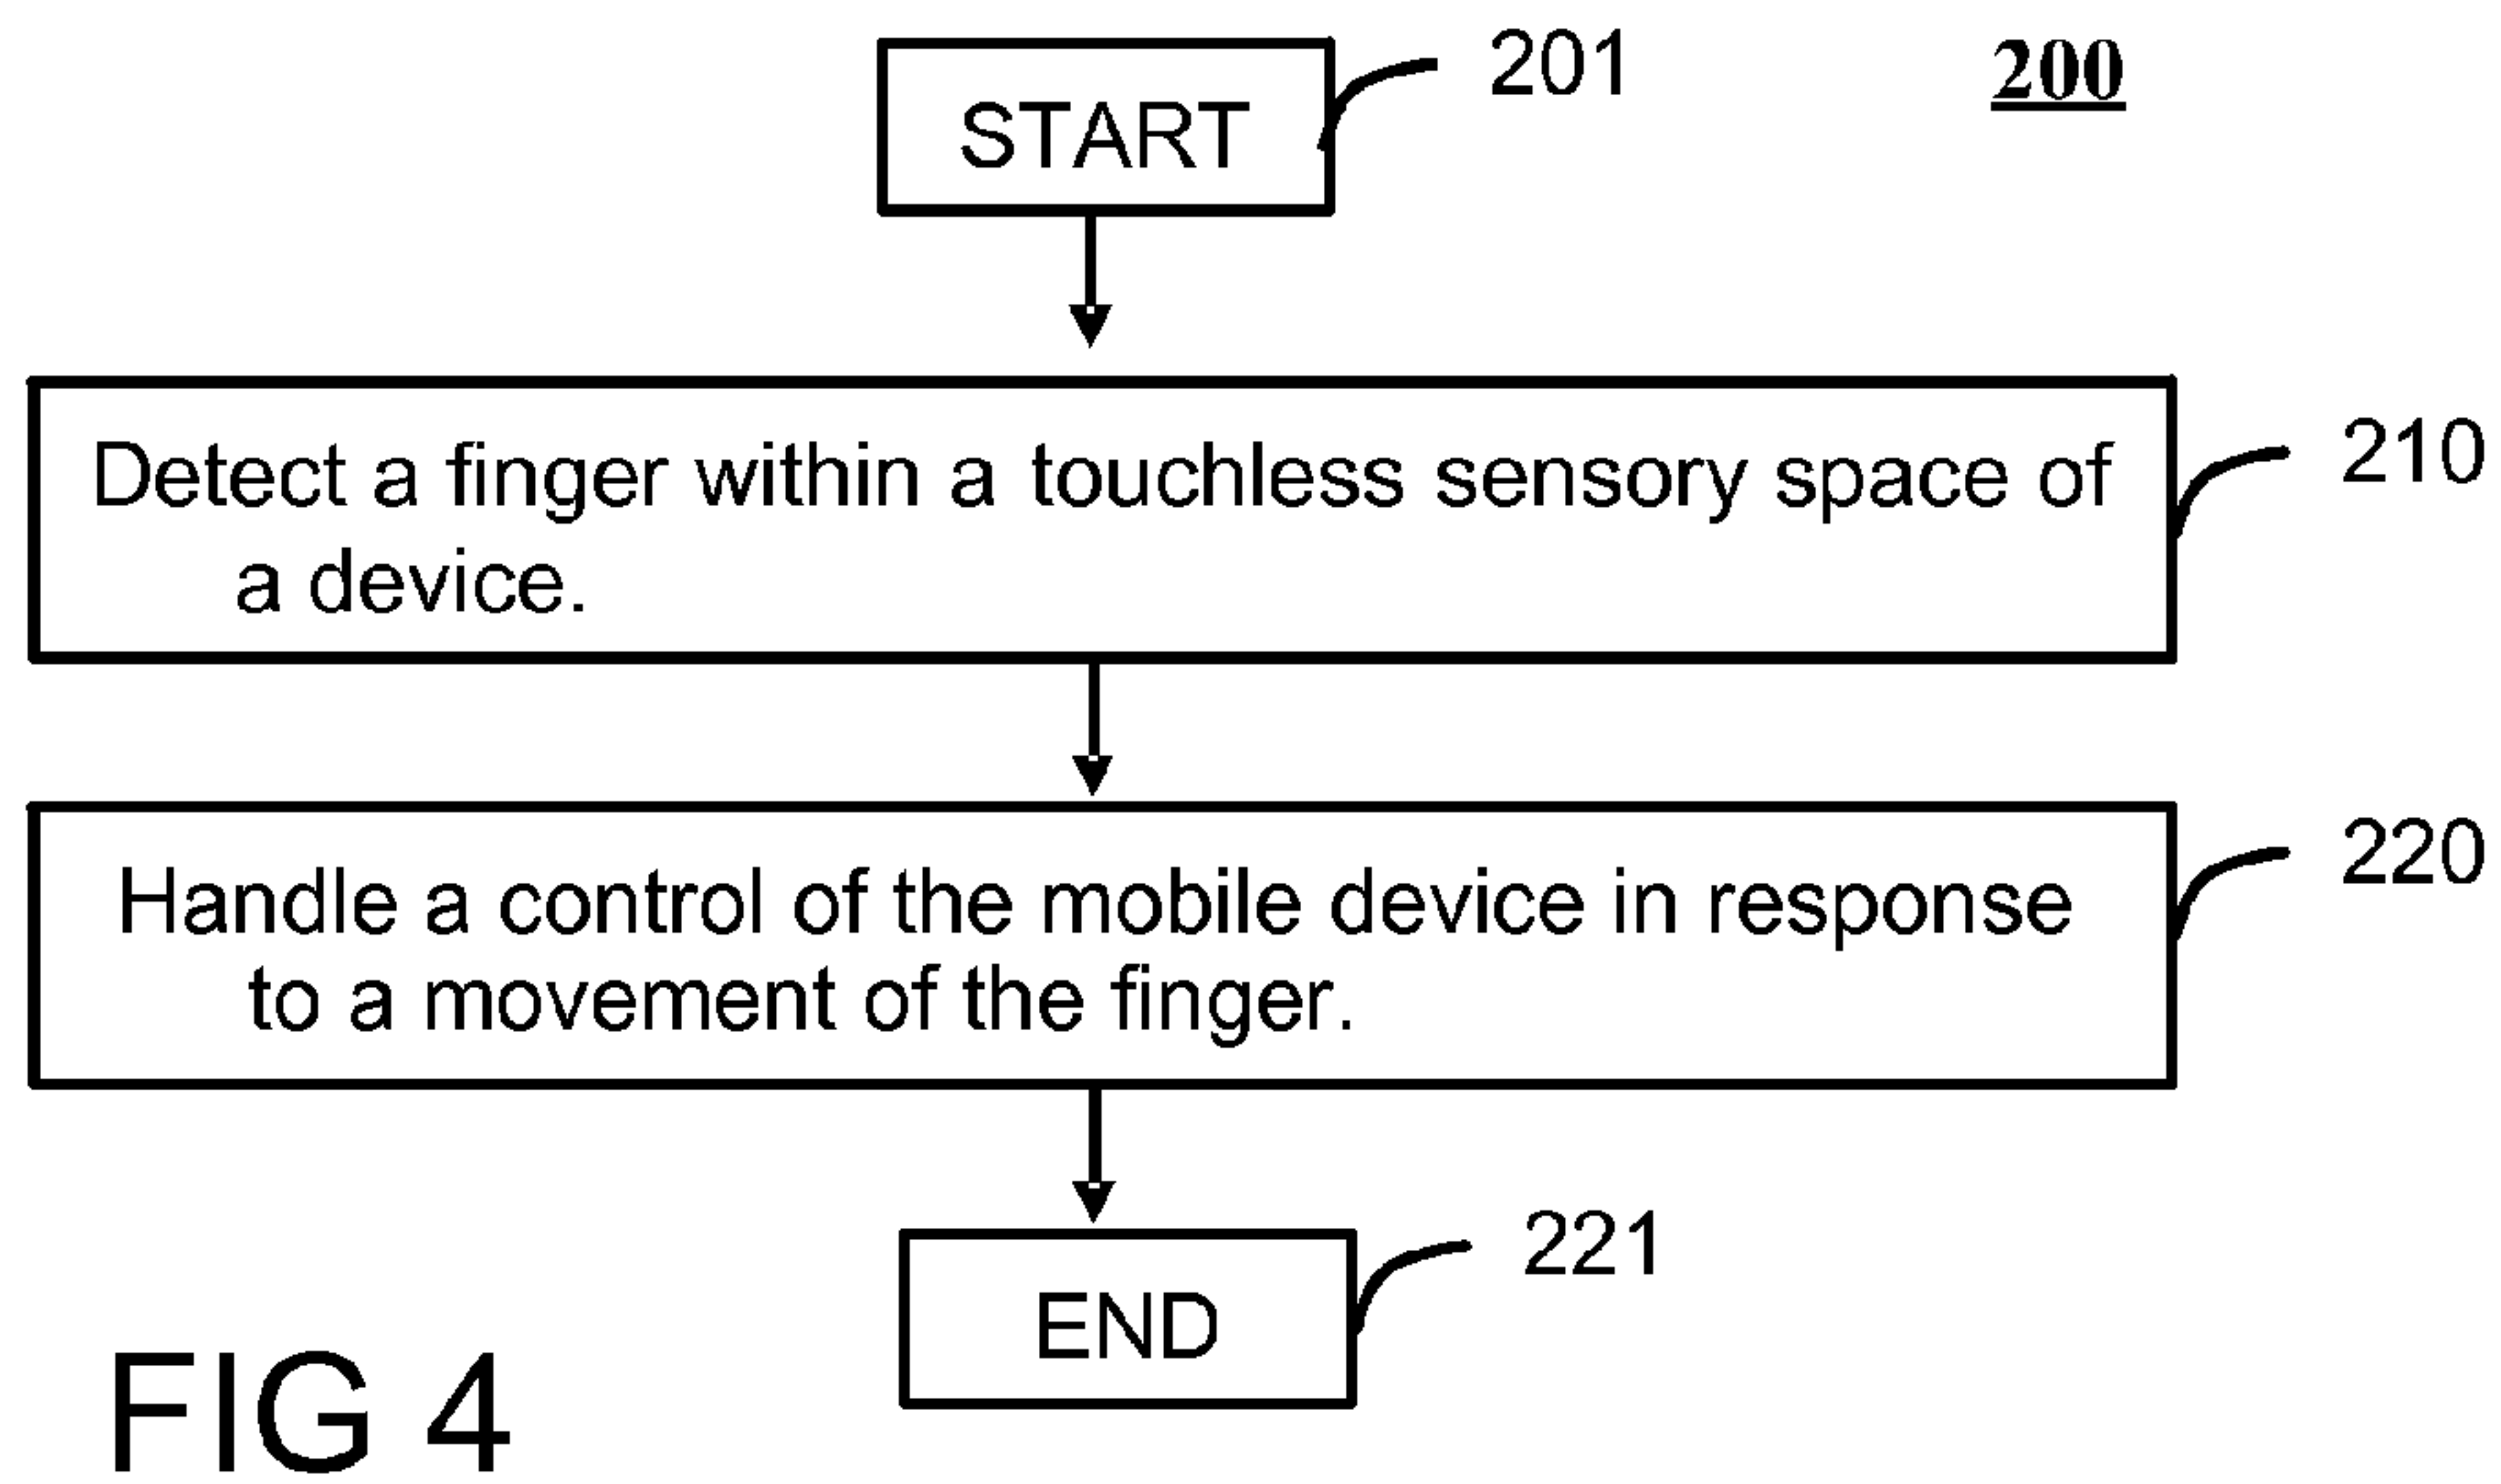 201
200
START
Detect a finger within a touchless sensory space of
210
a device.
Handle a control of the mobile device in response
220
to a movement of the finger.
221
END
FIG 4